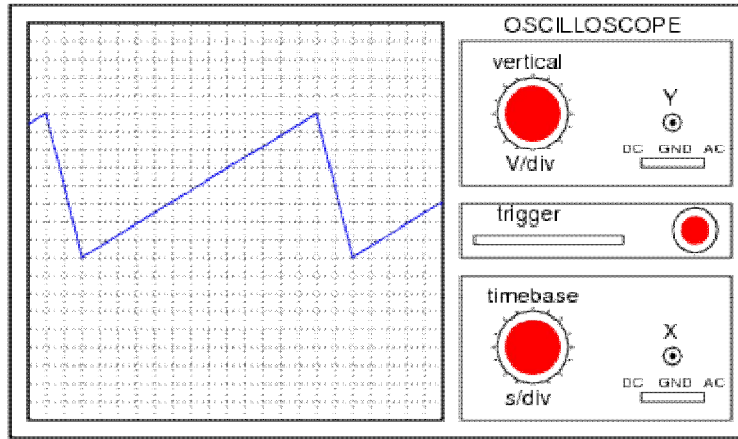 OSCILLOSCOPE
vertical
Y
DC GND AC
V/div
trigger
timebase
X
DC GND AC
s/div